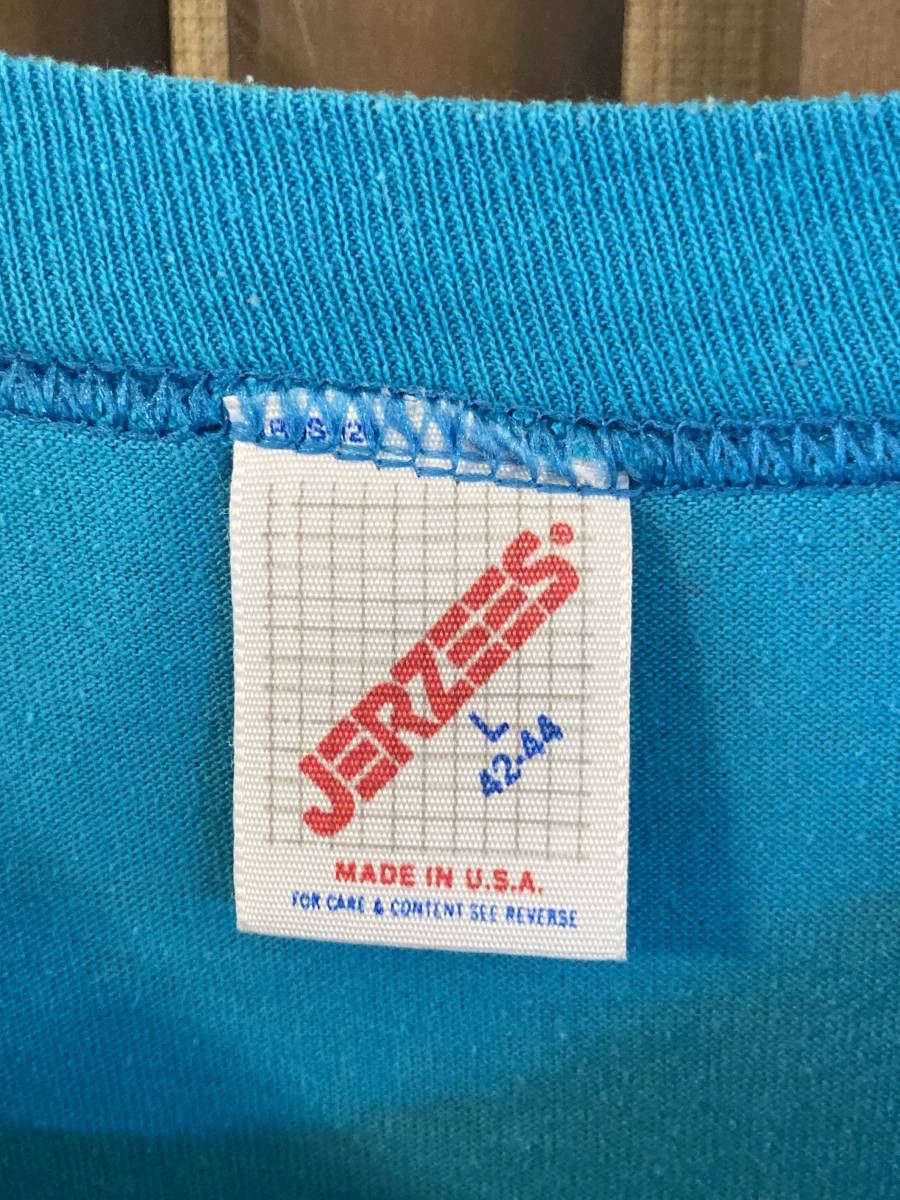 JERZEES®
L
42-44
MADE IN U.S.A.
FOR CARE & CONTENT SEE REVERSE